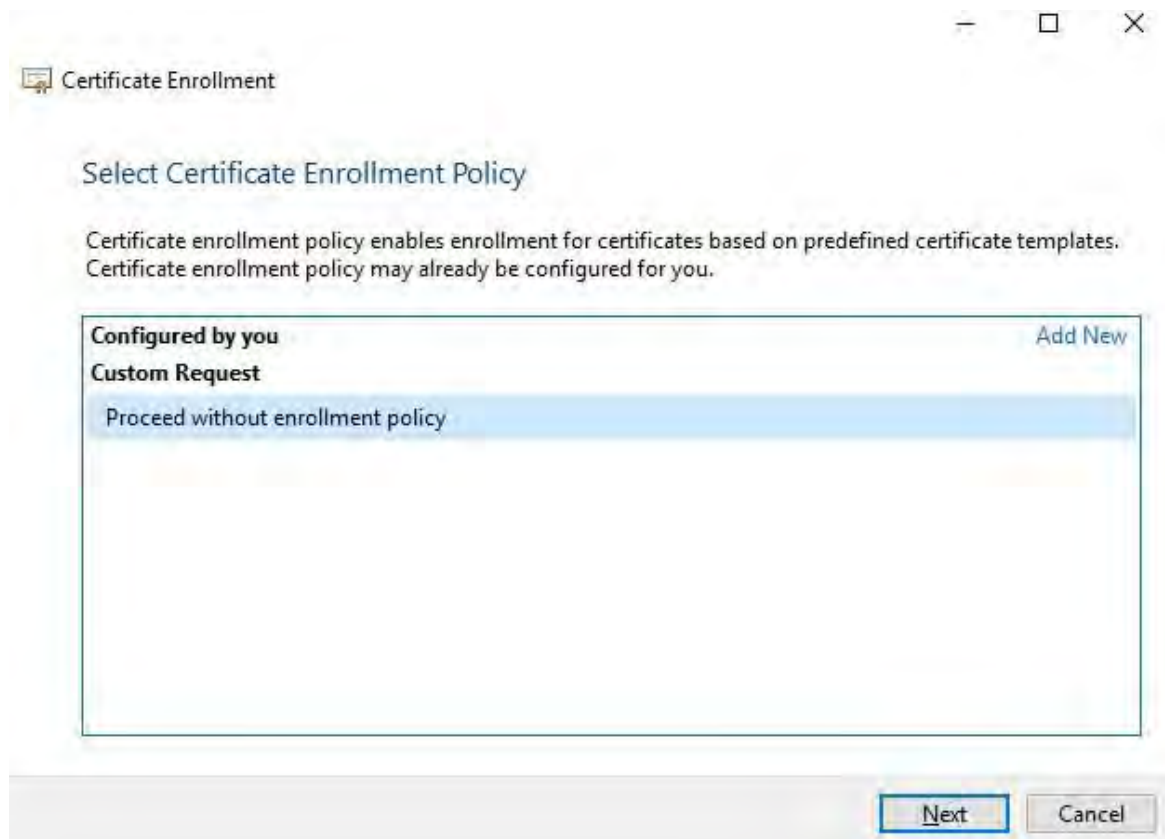 Certificate Enrollment
Select Certificate Enrollment Policy
Certificate enrollment policy enables enrollment for certificates based on predefined certificate templates.
Certificate enrollment policy may already be configured for you.
Configured by you Add New
Custom Request
Proceed without enrollment policy
Next Cancel